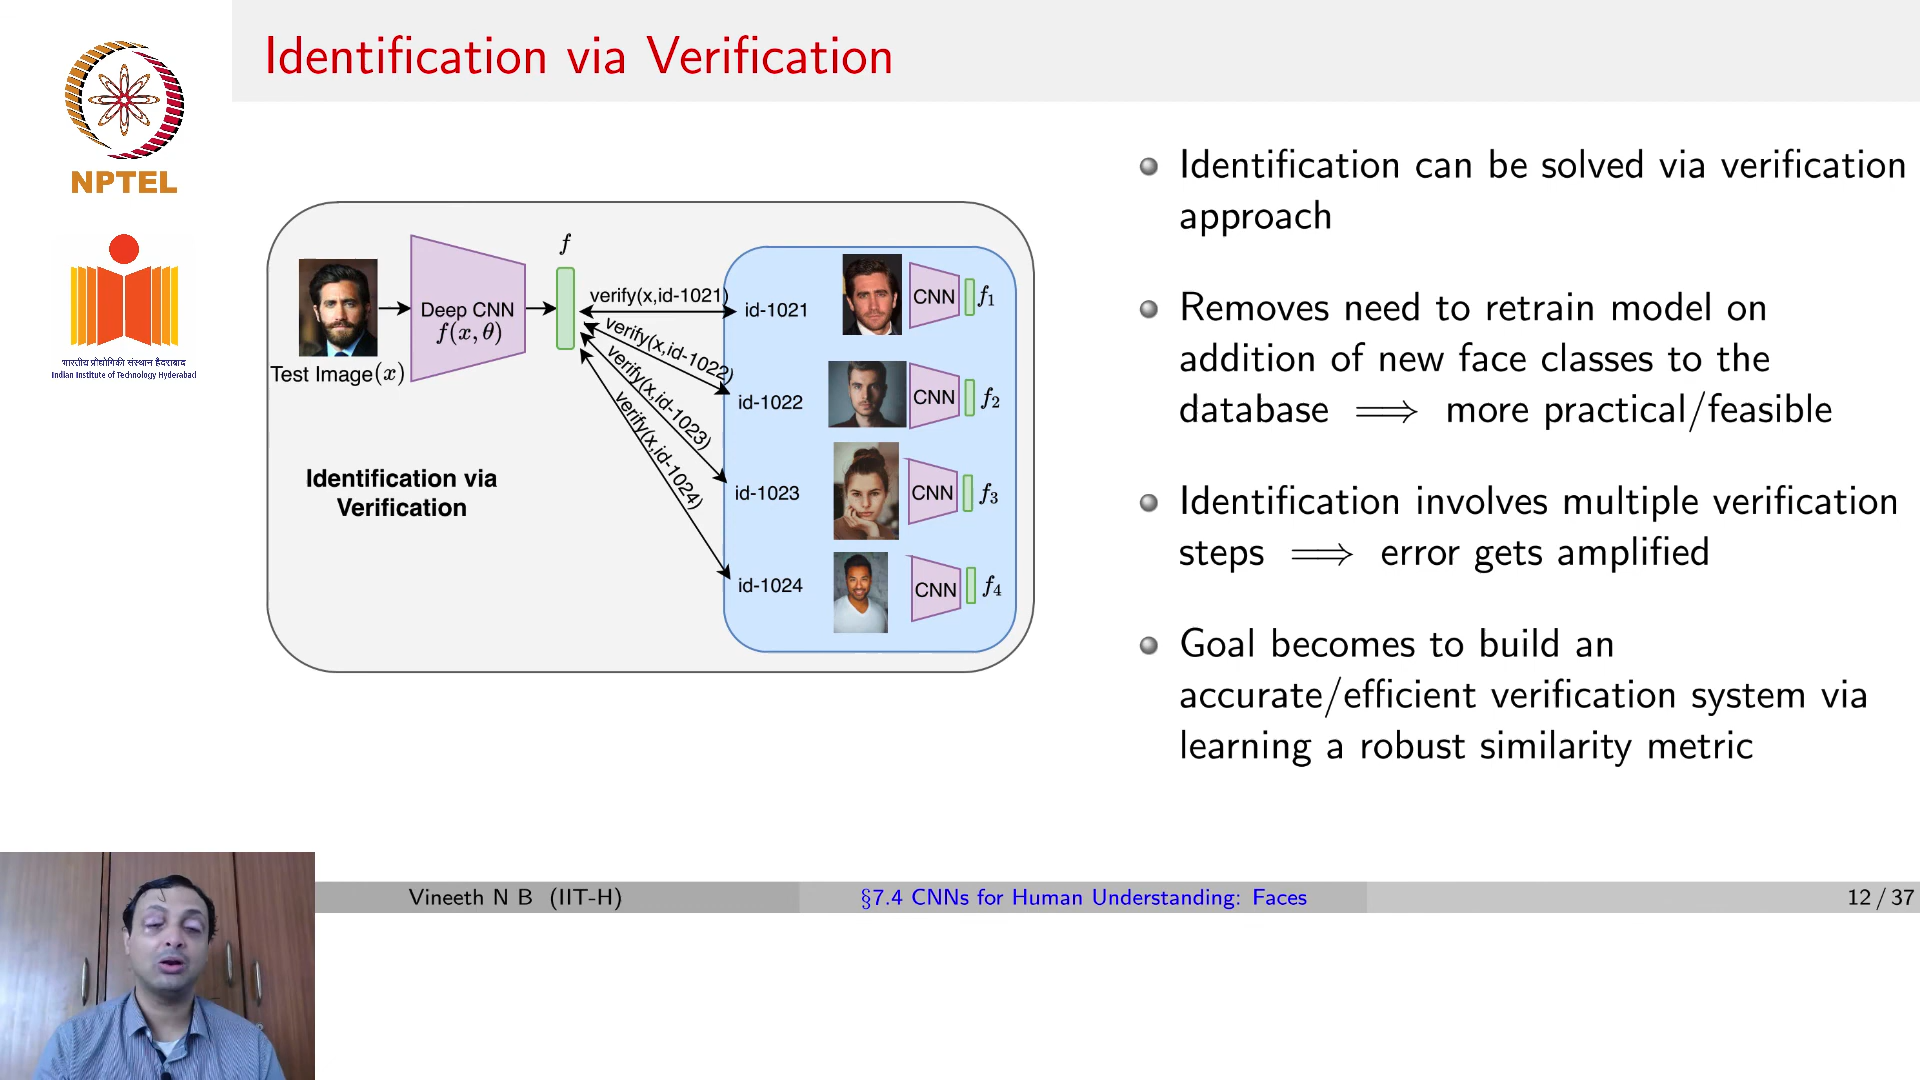 Identification via Verification
NPTEL
भारतीय प्रौद्योगिकी संस्थान हैदराबाद
Indian Institute of Technology Hyderabad
Test Image(x)
Deep CNN
f(x, θ)
f
verify(x,id-1021)
verify(x,id-1022)
verify(x,id-1023)
verify(x,id-1024)
id-1021
CNN
f1
id-1022
CNN
f2
id-1023
CNN
f3
id-1024
CNN
f4
Identification via
Verification
Identification can be solved via verification
approach
Removes need to retrain model on
addition of new face classes to the
database ⟹ more practical/feasible
Identification involves multiple verification
steps ⟹ error gets amplified
Goal becomes to build an
accurate/efficient verification system via
learning a robust similarity metric
Vineeth N B (IIT-H)
§7.4 CNNs for Human Understanding: Faces
12 / 37